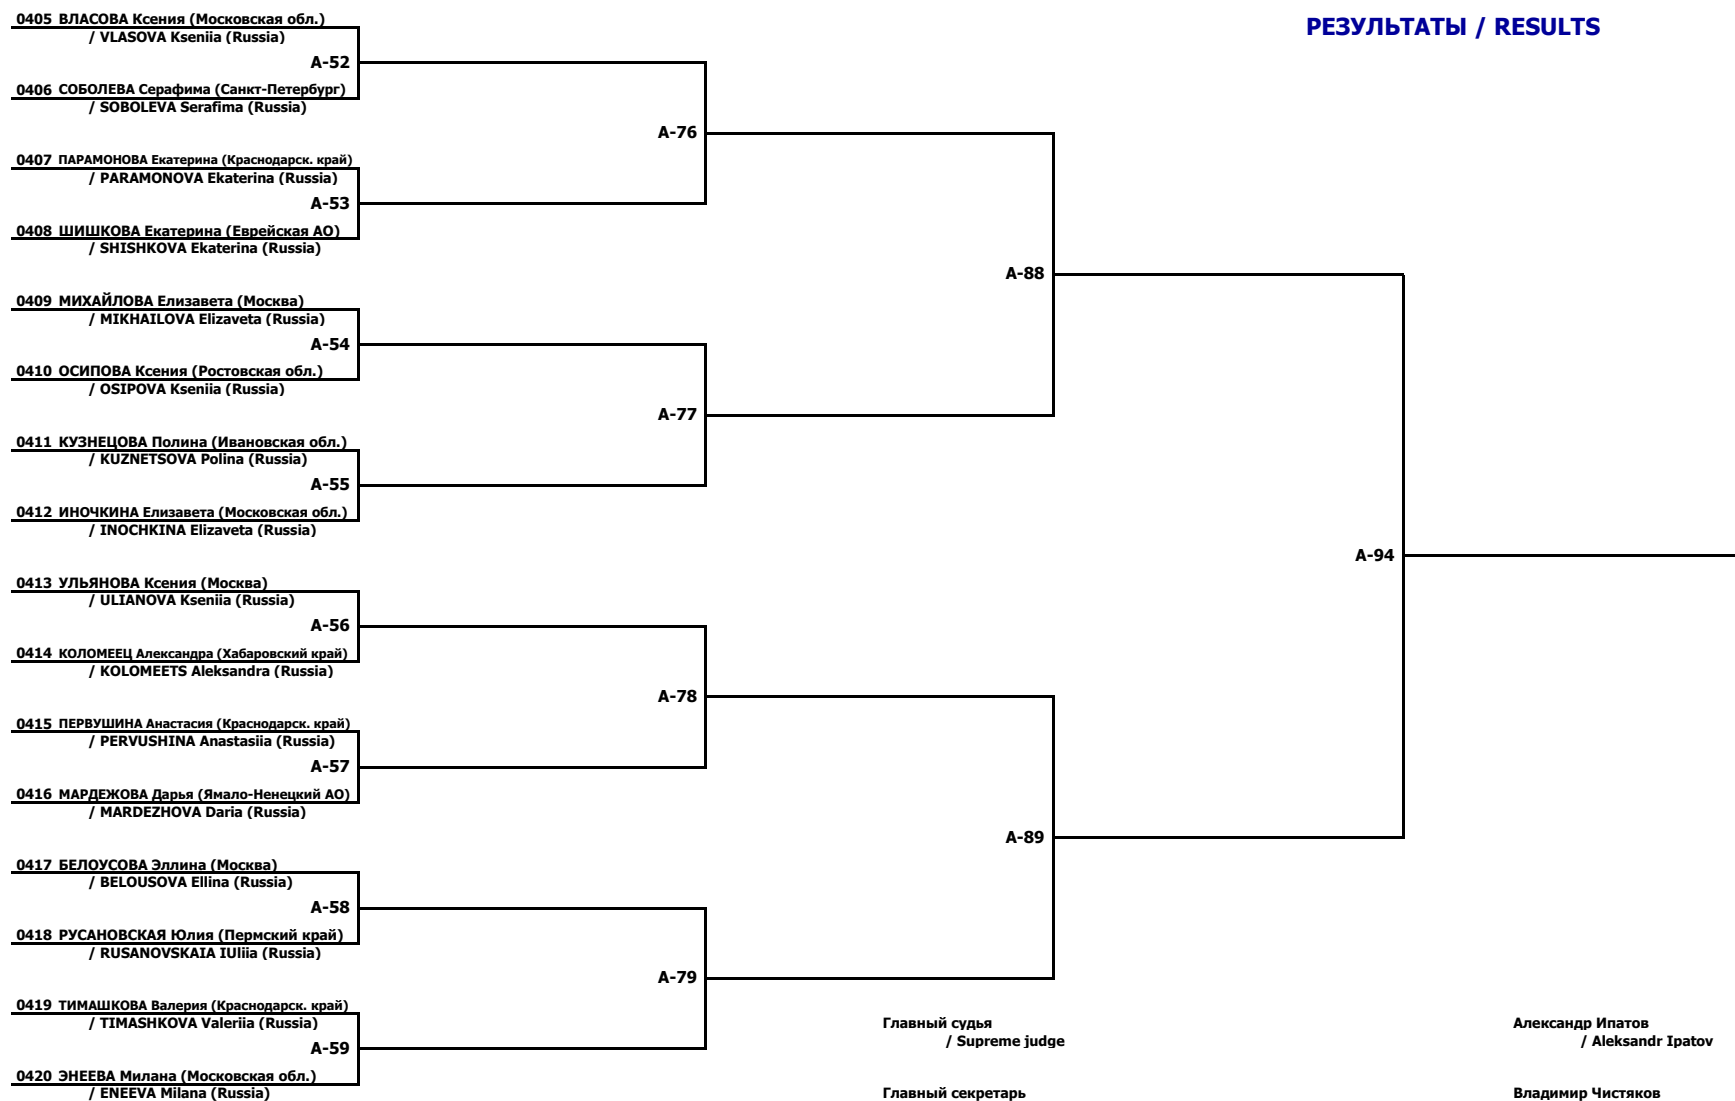 РЕЗУЛЬТАТЫ / RESULTS
0405 ВЛАСОВА Ксения (Московская обл.)
/ VLASOVA Kseniia (Russia)
A-52
0406 СОБОЛЕВА Серафима (Санкт-Петербург)
/ SOBOLEVA Serafima (Russia)
A-76
0407 ПАРАМОНОВА Екатерина (Краснодарск. край)
/ PARAMONOVA Ekaterina (Russia)
A-53
0408 ШИШКОВА Екатерина (Еврейская АО)
/ SHISHKOVA Ekaterina (Russia)
A-88
0409 МИХАЙЛОВА Елизавета (Москва)
/ MIKHAILOVA Elizaveta (Russia)
A-54
0410 ОСИПОВА Ксения (Ростовская обл.)
/ OSIPOVA Kseniia (Russia)
A-77
0411 КУЗНЕЦОВА Полина (Ивановская обл.)
/ KUZNETSOVA Polina (Russia)
A-55
0412 ИНОЧКИНА Елизавета (Московская обл.)
/ INOCHKINA Elizaveta (Russia)
A-94
0413 УЛЬЯНОВА Ксения (Москва)
/ ULIANOVA Kseniia (Russia)
A-56
0414 КОЛОМЕЕЦ Александра (Хабаровский край)
/ KOLOMEETS Aleksandra (Russia)
A-78
0415 ПЕРВУШИНА Анастасия (Краснодарск. край)
/ PERVUSHINA Anastasiia (Russia)
A-57
0416 МАРДЕЖОВА Дарья (Ямало-Ненецкий АО)
/ MARDEZHOVA Daria (Russia)
A-89
0417 БЕЛОУСОВА Эллина (Москва)
/ BELOUSOVA Ellina (Russia)
A-58
0418 РУСАНОВСКАЯ Юлия (Пермский край)
/ RUSANOVSKAIA IUliia (Russia)
A-79
0419 ТИМАШКОВА Валерия (Краснодарск. край)
/ TIMASHKOVA Valeriia (Russia)
A-59
0420 ЭНЕЕВА Милана (Московская обл.)
/ ENEEVA Milana (Russia)
Главный судья
/ Supreme judge
Александр Ипатов
/ Aleksandr Ipatov
Главный секретарь
Владимир Чистяков